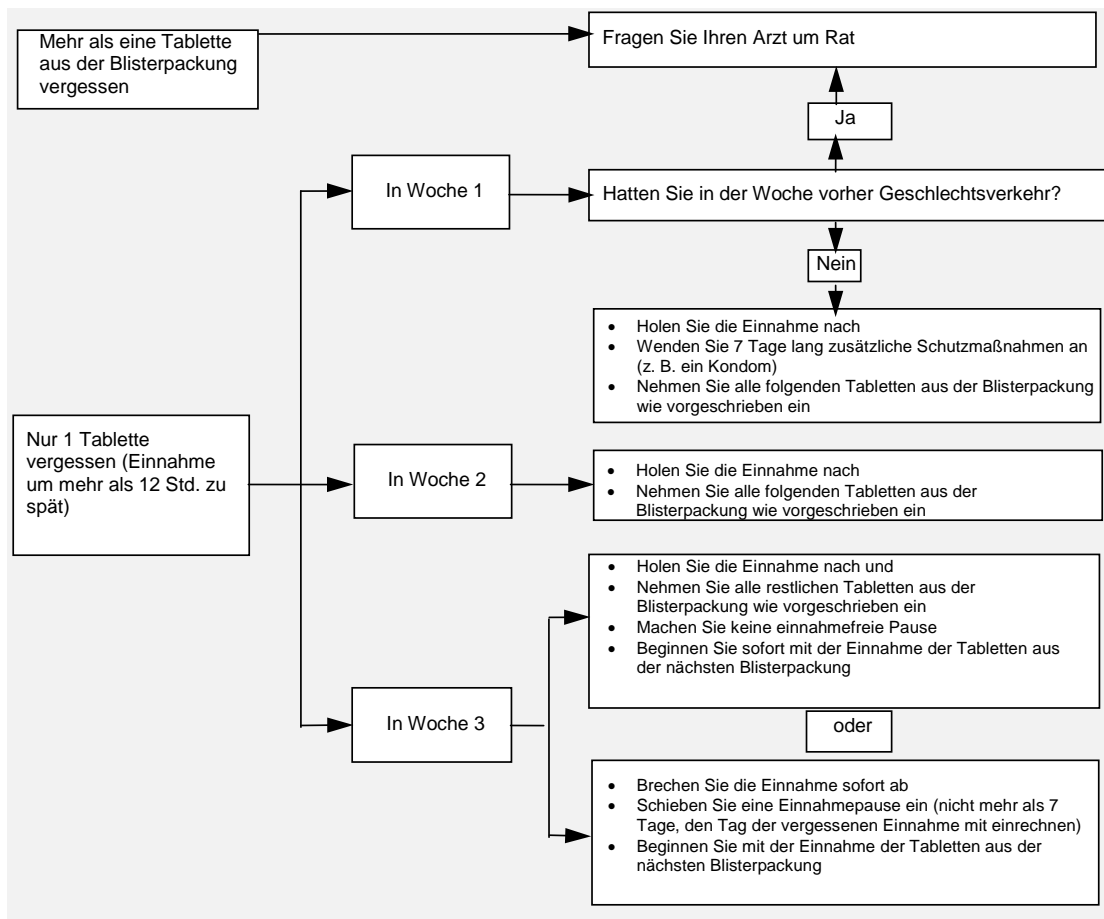 Mehr als eine Tablette
aus der Blisterpackung
vergessen
Fragen Sie Ihren Arzt um Rat
Ja
In Woche 1
Hatten Sie in der Woche vorher Geschlechtsverkehr?
Nein
• Holen Sie die Einnahme nach
• Wenden Sie 7 Tage lang zusätzliche Schutzmaßnahmen an
(z. B. ein Kondom)
• Nehmen Sie alle folgenden Tabletten aus der Blisterpackung
wie vorgeschrieben ein
Nur 1 Tablette
vergessen (Einnahme
um mehr als 12 Std. zu
spät)
In Woche 2
• Holen Sie die Einnahme nach
• Nehmen Sie alle folgenden Tabletten aus der
Blisterpackung wie vorgeschrieben ein
In Woche 3
• Holen Sie die Einnahme nach und
• Nehmen Sie alle restlichen Tabletten aus der
Blisterpackung wie vorgeschrieben ein
• Machen Sie keine einnahmefreie Pause
• Beginnen Sie sofort mit der Einnahme der Tabletten aus
der nächsten Blisterpackung
oder
• Brechen Sie die Einnahme sofort ab
• Schieben Sie eine Einnahmepause ein (nicht mehr als 7
Tage, den Tag der vergessenen Einnahme mit einrechnen)
• Beginnen Sie mit der Einnahme der Tabletten aus der
nächsten Blisterpackung